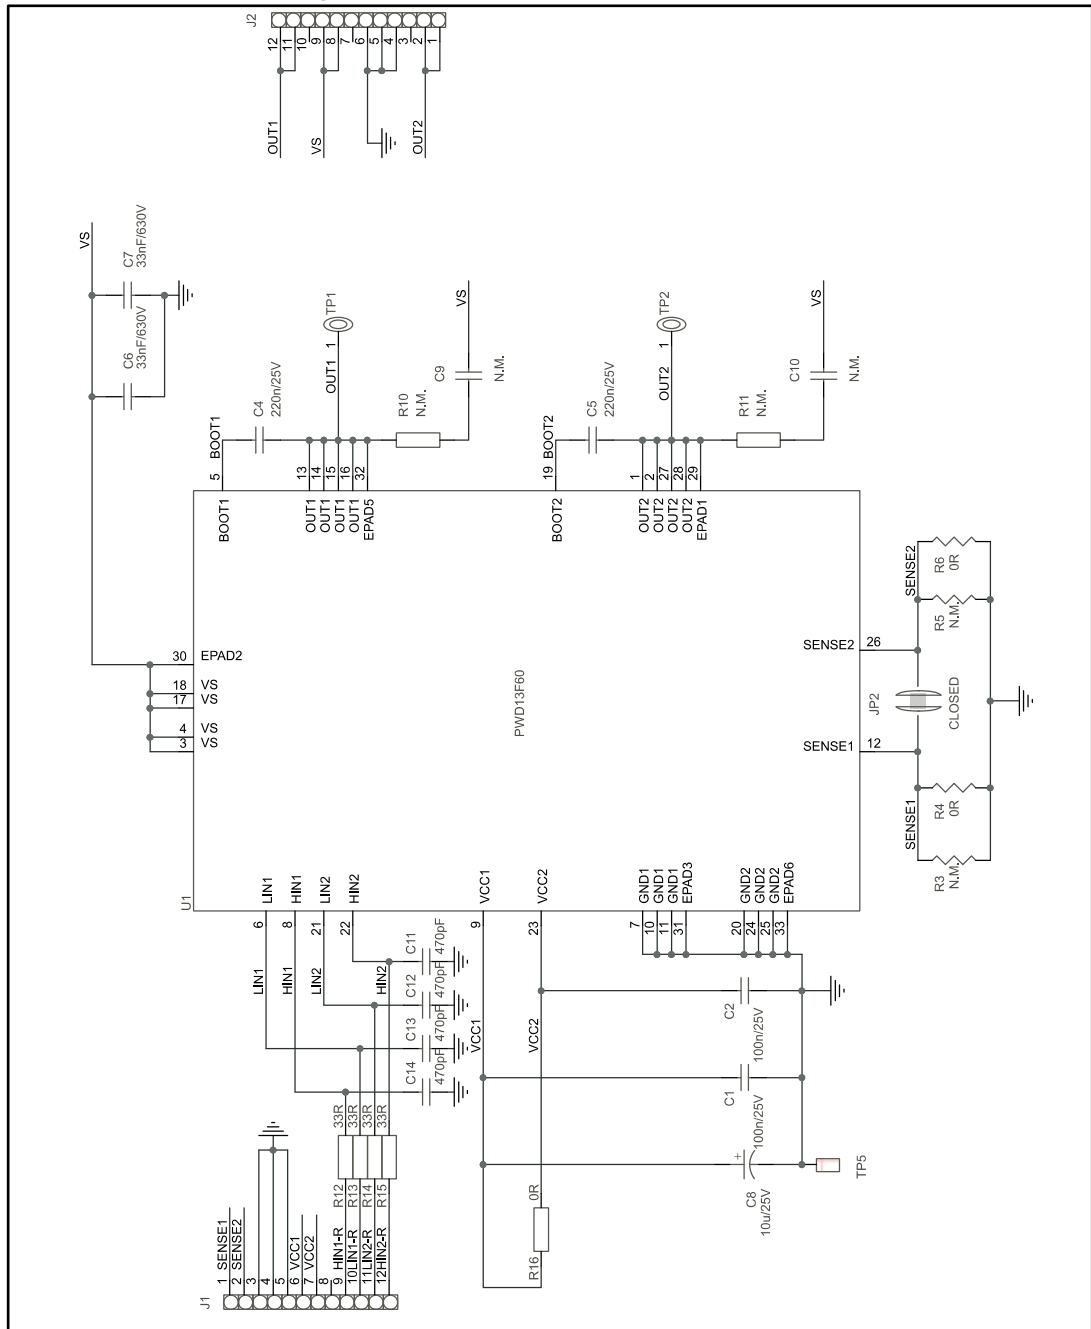 J2
12
11
10
9
8
7
6
5
4
3
2
1
OUT1
VS
OUT2
VS
C7
33nF/630V
C6
33nF/630V
TP1
1
OUT1
VS
C9
N.M.
R10
N.M.
C4
220n/25V
BOOT1
5
13
14
15
16
32
BOOT1
OUT1
OUT1
OUT1
OUT1
EPAD5
TP2
1
OUT2
VS
C10
N.M.
R11
N.M.
C5
220n/25V
BOOT2
19
1
2
27
28
29
BOOT2
OUT2
OUT2
OUT2
OUT2
EPAD1
30
EPAD2
18
VS
17
VS
4
VS
3
VS
PWD13F60
U1
SENSE2
26
SENSE1
12
JP2
CLOSED
SENSE2
R6
0R
R5
N.M.
SENSE1
R4
0R
R3
N.M.
LIN1
HIN1
LIN2
HIN2
VCC1
VCC2
GND1
GND1
GND1
EPAD3
GND2
GND2
GND2
EPAD6
6
8
21
22
9
23
7
10
11
31
20
24
25
33
LIN1
HIN1
LIN2
HIN2
VCC1
VCC2
C11
470pF
C12
470pF
C13
470pF
C14
470pF
C2
100n/25V
C1
100n/25V
C8
+
10u/25V
TP5
33R
33R
33R
33R
R12
R13
R14
R15
0R
R16
J1
1 SENSE1
2 SENSE2
3
4
5
6 VCC1
7 VCC2
8
9 HIN1-R
10LIN1-R
11LIN2-R
12HIN2-R